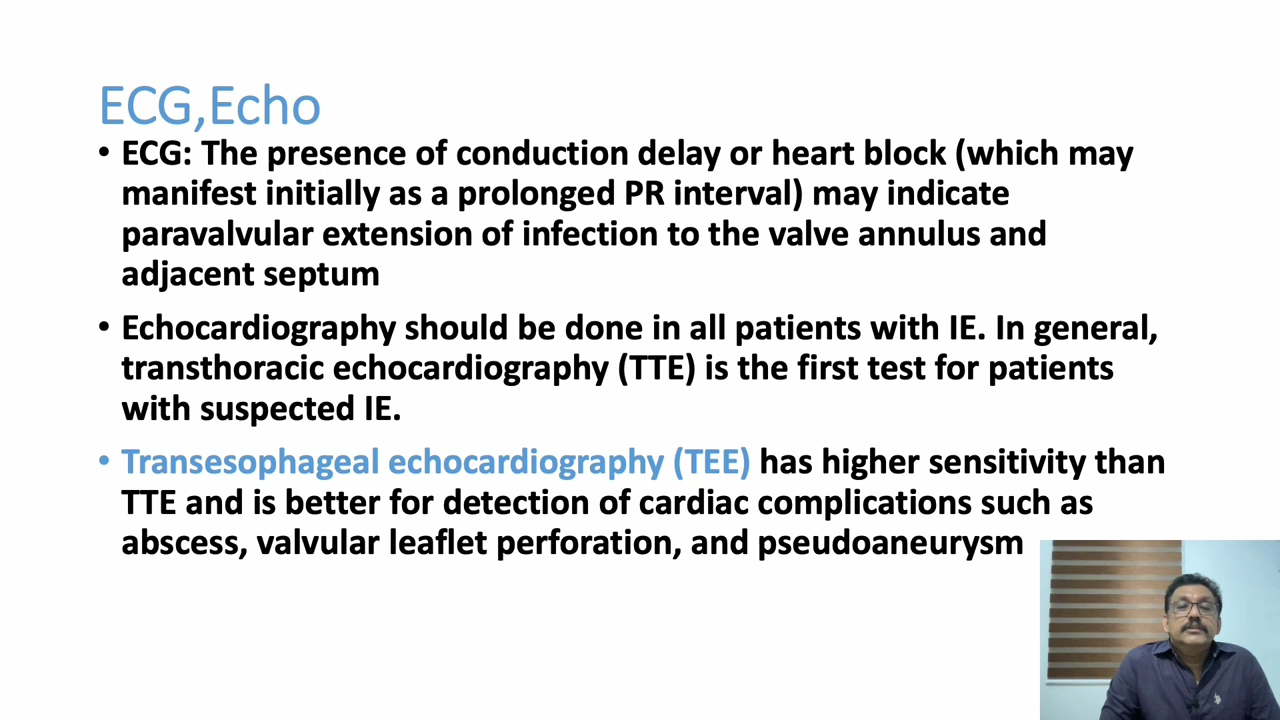 ECG,Echo
• ECG: The presence of conduction delay or heart block (which may
manifest initially as a prolonged PR interval) may indicate
paravalvular extension of infection to the valve annulus and
adjacent septum
• Echocardiography should be done in all patients with IE. In general,
transthoracic echocardiography (TTE) is the first test for patients
with suspected IE.
• Transesophageal echocardiography (TEE) has higher sensitivity than
TTE and is better for detection of cardiac complications such as
abscess, valvular leaflet perforation, and pseudoaneurysm